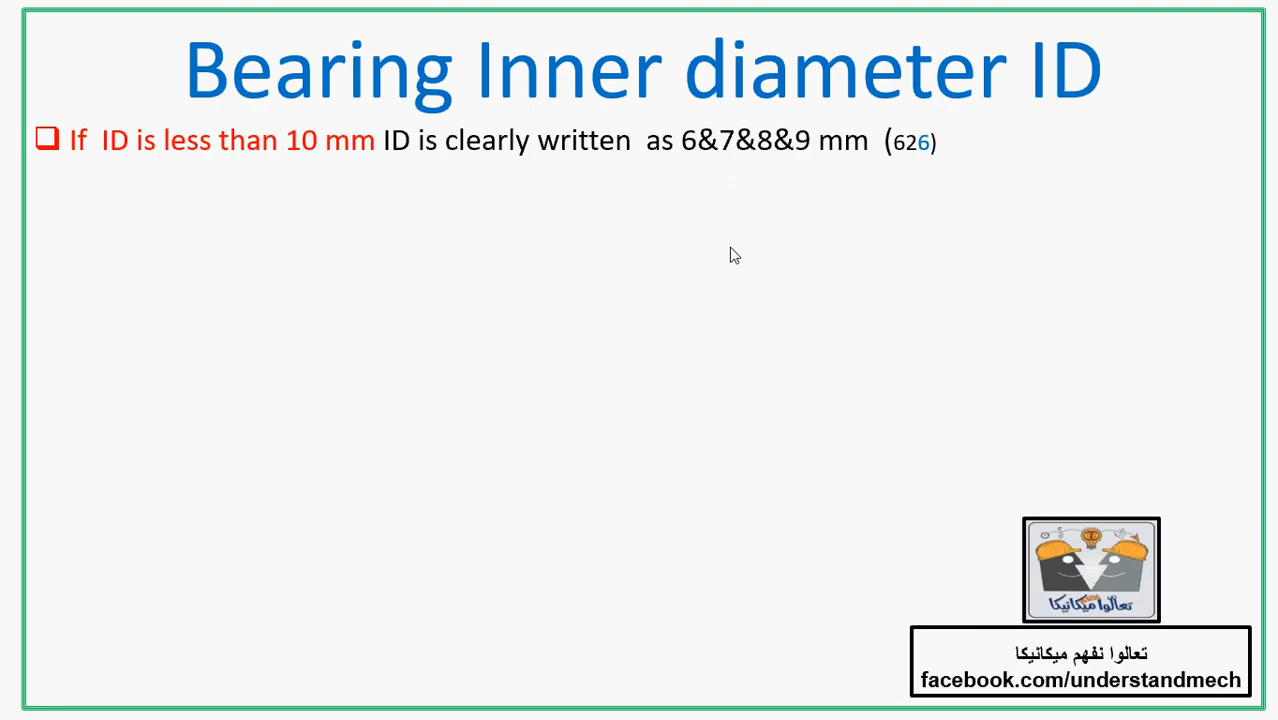 Bearing Inner diameter ID
If ID is less than 10 mm ID is clearly written as 6&7&8&9 mm (626)
تعالوا نفهم ميكانيكا
تعالوا نفهم ميكانيكا
facebook.com/understandmech